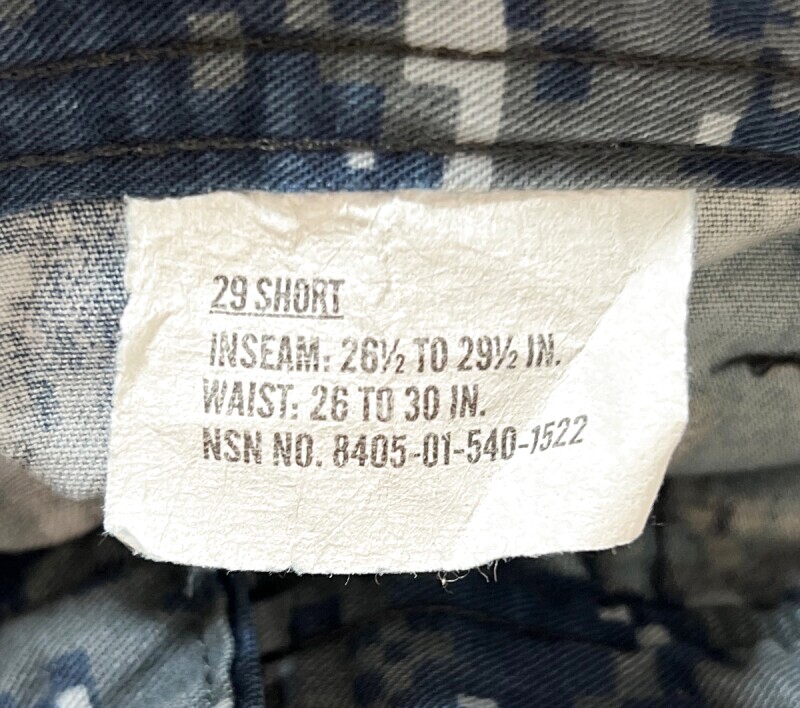 29 SHORT
INSEAM: 26½ TO 29½ IN.
WAIST: 26 TO 30 IN.
NSN NO. 8405-01-540-1522